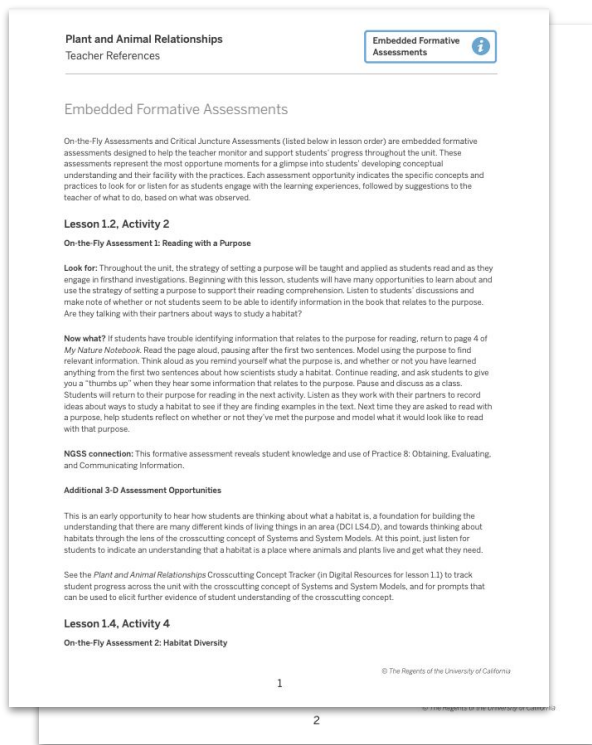 Plant and Animal Relationships
Teacher References
Embedded Formative
Assessments
i
Embedded Formative Assessments
On-the-Fly Assessments and Critical Juncture Assessments (listed below in lesson order) are embedded formative
assessments designed to help the teacher monitor and support students' progress throughout the unit. These
assessments represent the most opportune moments for a glimpse into students' developing conceptual
understanding and their facility with the practices. Each assessment opportunity indicates the specific concepts and
practices to look for or listen for as students engage with the learning experiences, followed by suggestions to the
teacher of what to do, based on what was observed.
Lesson 1.2, Activity 2
On-the-Fly Assessment 1: Reading with a Purpose
Look for: Throughout the unit, the strategy of setting a purpose will be taught and applied as students read and as they
engage in firsthand investigations. Beginning with this lesson, students will have many opportunities to learn about and
use the strategy of setting a purpose to support their reading comprehension. Listen to students' discussions and
make note of whether or not students seem to be able to identify information in the book that relates to the purpose.
Are they talking with their partners about ways to study a habitat?
Now what? If students have trouble identifying information that relates to the purpose for reading, return to page 4 of
My Nature Notebook. Read the page aloud, pausing after the first two sentences. Model using the purpose to find
relevant information. Think aloud as you remind yourself what the purpose is, and whether or not you have learned
anything from the first two sentences about how scientists study a habitat. Continue reading, and ask students to give
you a "thumbs up" when they hear some information that relates to the purpose. Pause and discuss as a class.
Students will return to their purpose for reading in the next activity. Listen as they work with their partners to record
ideas about ways to study a habitat to see if they are finding examples in the text. Next time they are asked to read with
a purpose, help students reflect on whether or not they've met the purpose and model what it would look like to read
with that purpose.
NGSS connection: This formative assessment reveals student knowledge and use of Practice 8: Obtaining, Evaluating,
and Communicating Information.
Additional 3-D Assessment Opportunities
This is an early opportunity to hear how students are thinking about what a habitat is, a foundation for building the
understanding that there are many different kinds of living things in an area (DCI LS4.D), and towards thinking about
habitats through the lens of the crosscutting concept of Systems and System Models. At this point, just listen for
students to indicate an understanding that a habitat is a place where animals and plants live and get what they need.
See the Plant and Animal Relationships Crosscutting Concept Tracker (in Digital Resources for lesson 1.1) to track
student progress across the unit with the crosscutting concept of Systems and System Models, and for prompts that
can be used to elicit further evidence of student understanding of the crosscutting concept.
Lesson 1.4, Activity 4
On-the-Fly Assessment 2: Habitat Diversity
© The Regents of the University of California
1
© The Regents of the University of California
2